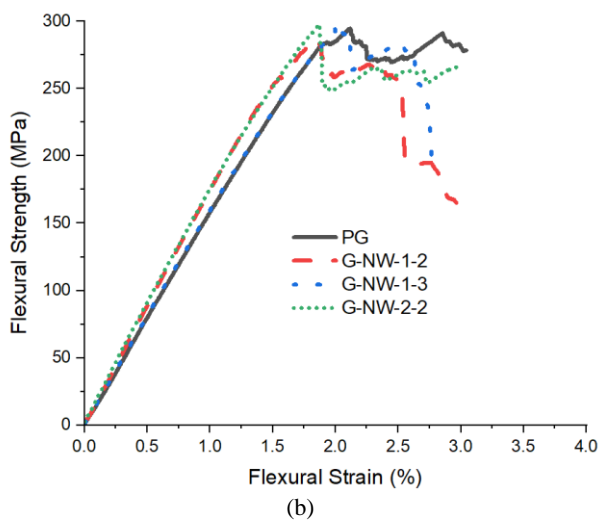 300
250
200
150
100
50
0
Flexural Strength (MPa)
PG
G-NW-1-2
G-NW-1-3
G-NW-2-2
0.0 0.5 1.0 1.5 2.0 2.5 3.0 3.5 4.0
Flexural Strain (%)
(b)